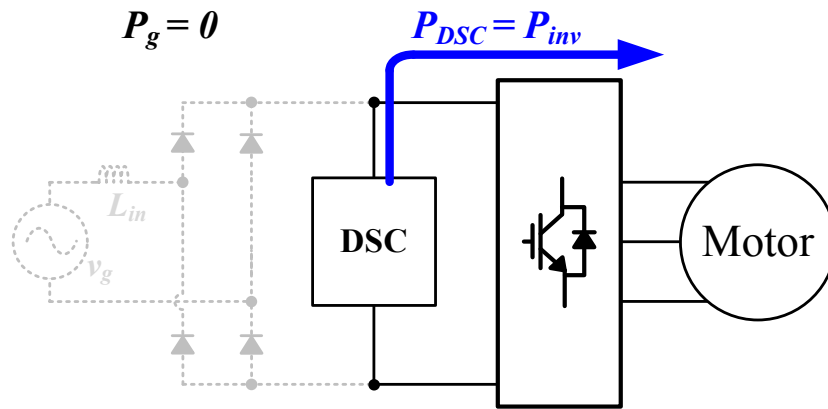 P_g = 0
P_DSC = P_inv
L_in
v_g
DSC
Motor